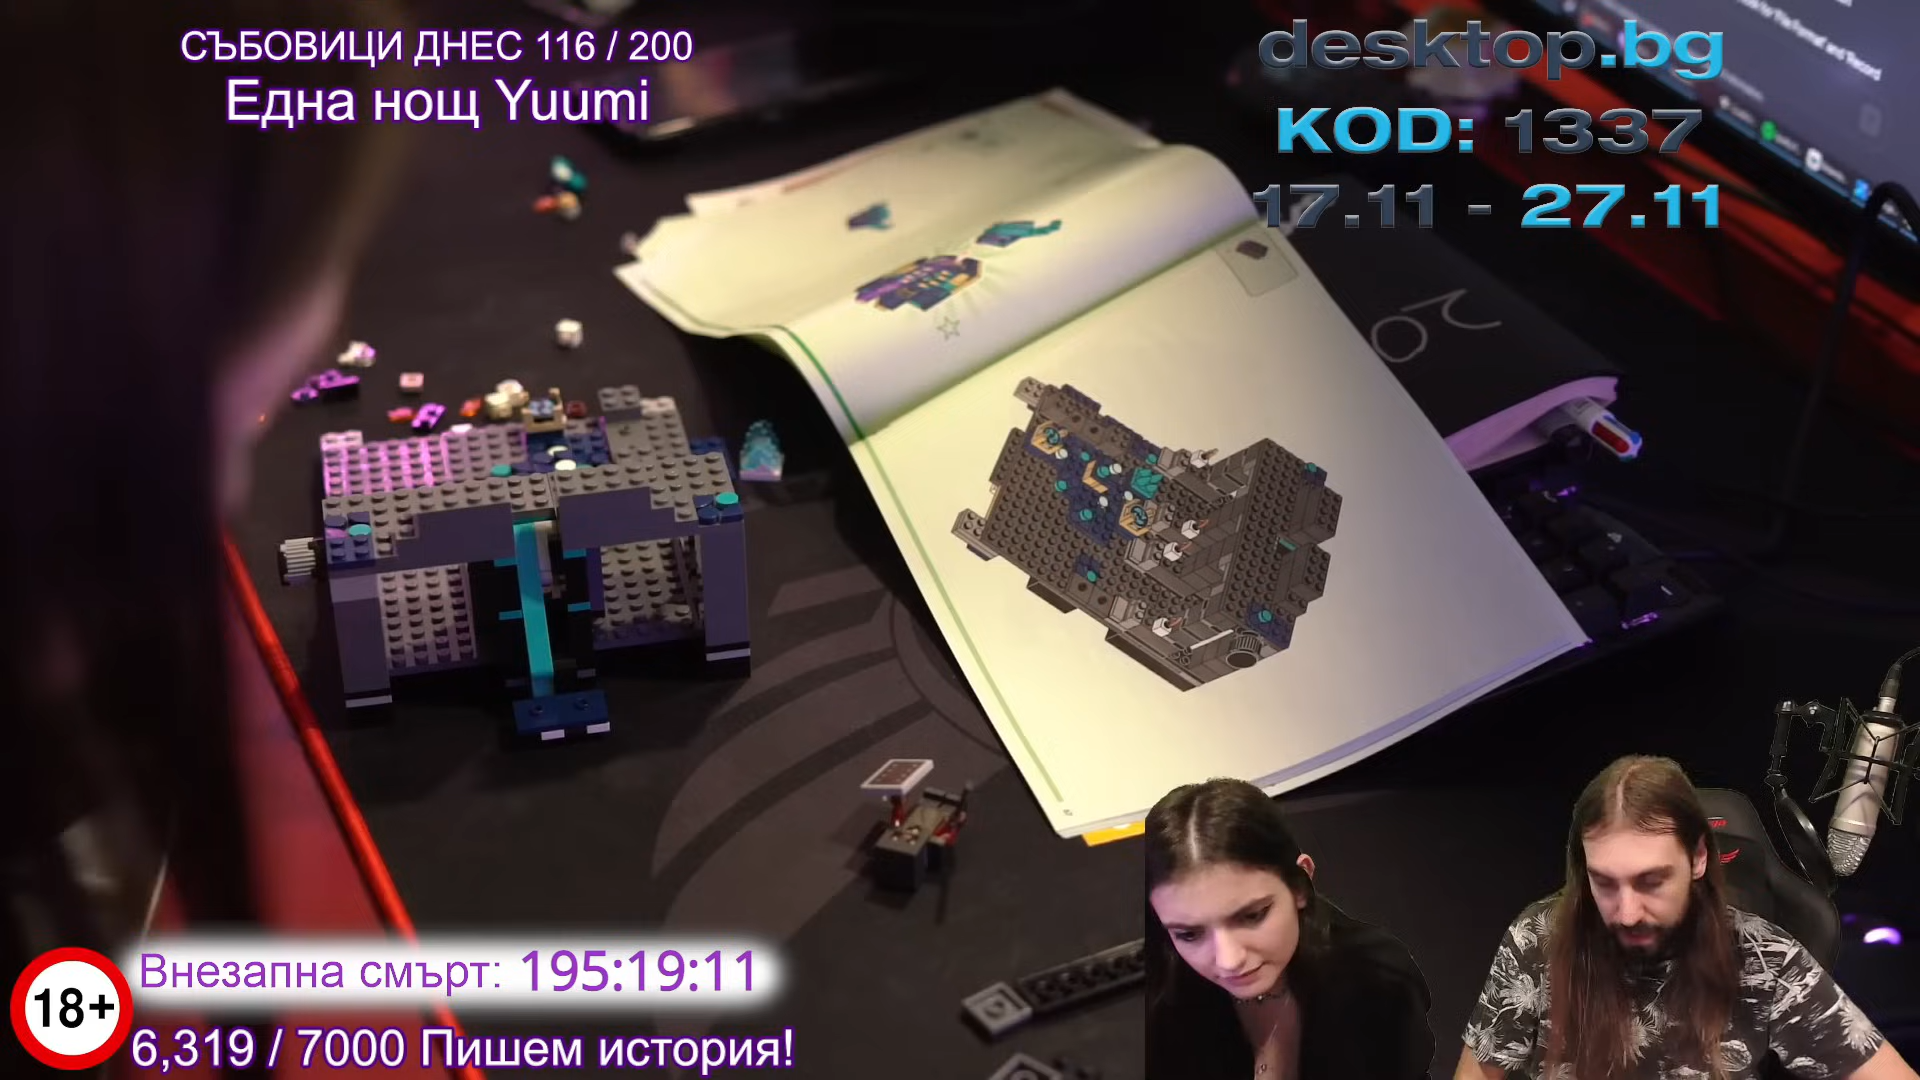 СЪБОВИЦИ ДНЕС 116 / 200
Една нощ Yuumi
desktop.bg
KOD: 1337
17.11 - 27.11
Внезапна смърт: 195:19:11
18+
6,319 / 7000 Пишем история!